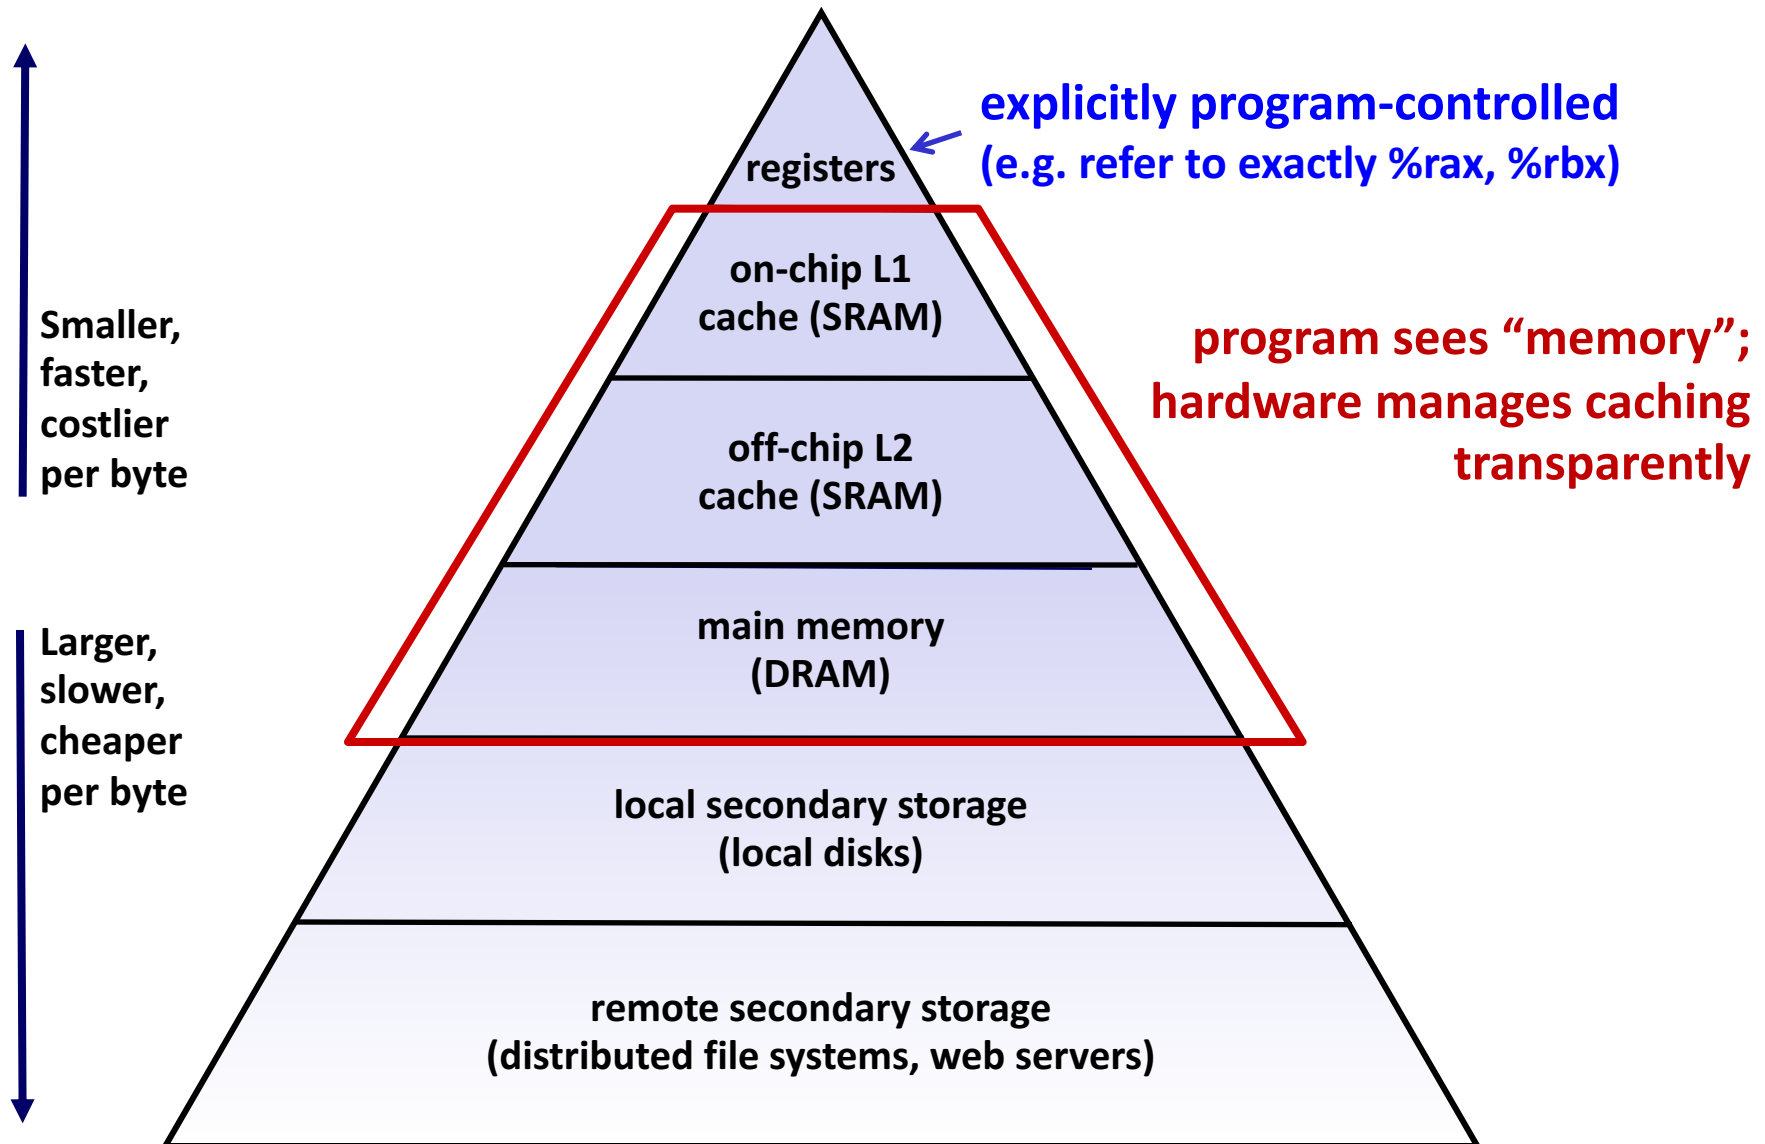 explicitly program-controlled
(e.g. refer to exactly %rax, %rbx)
registers
on-chip L1
cache (SRAM)
Smaller,
faster,
costlier
per byte
program sees “memory”;
hardware manages caching
transparently
off-chip L2
cache (SRAM)
main memory
(DRAM)
Larger,
slower,
cheaper
per byte
local secondary storage
(local disks)
remote secondary storage
(distributed file systems, web servers)